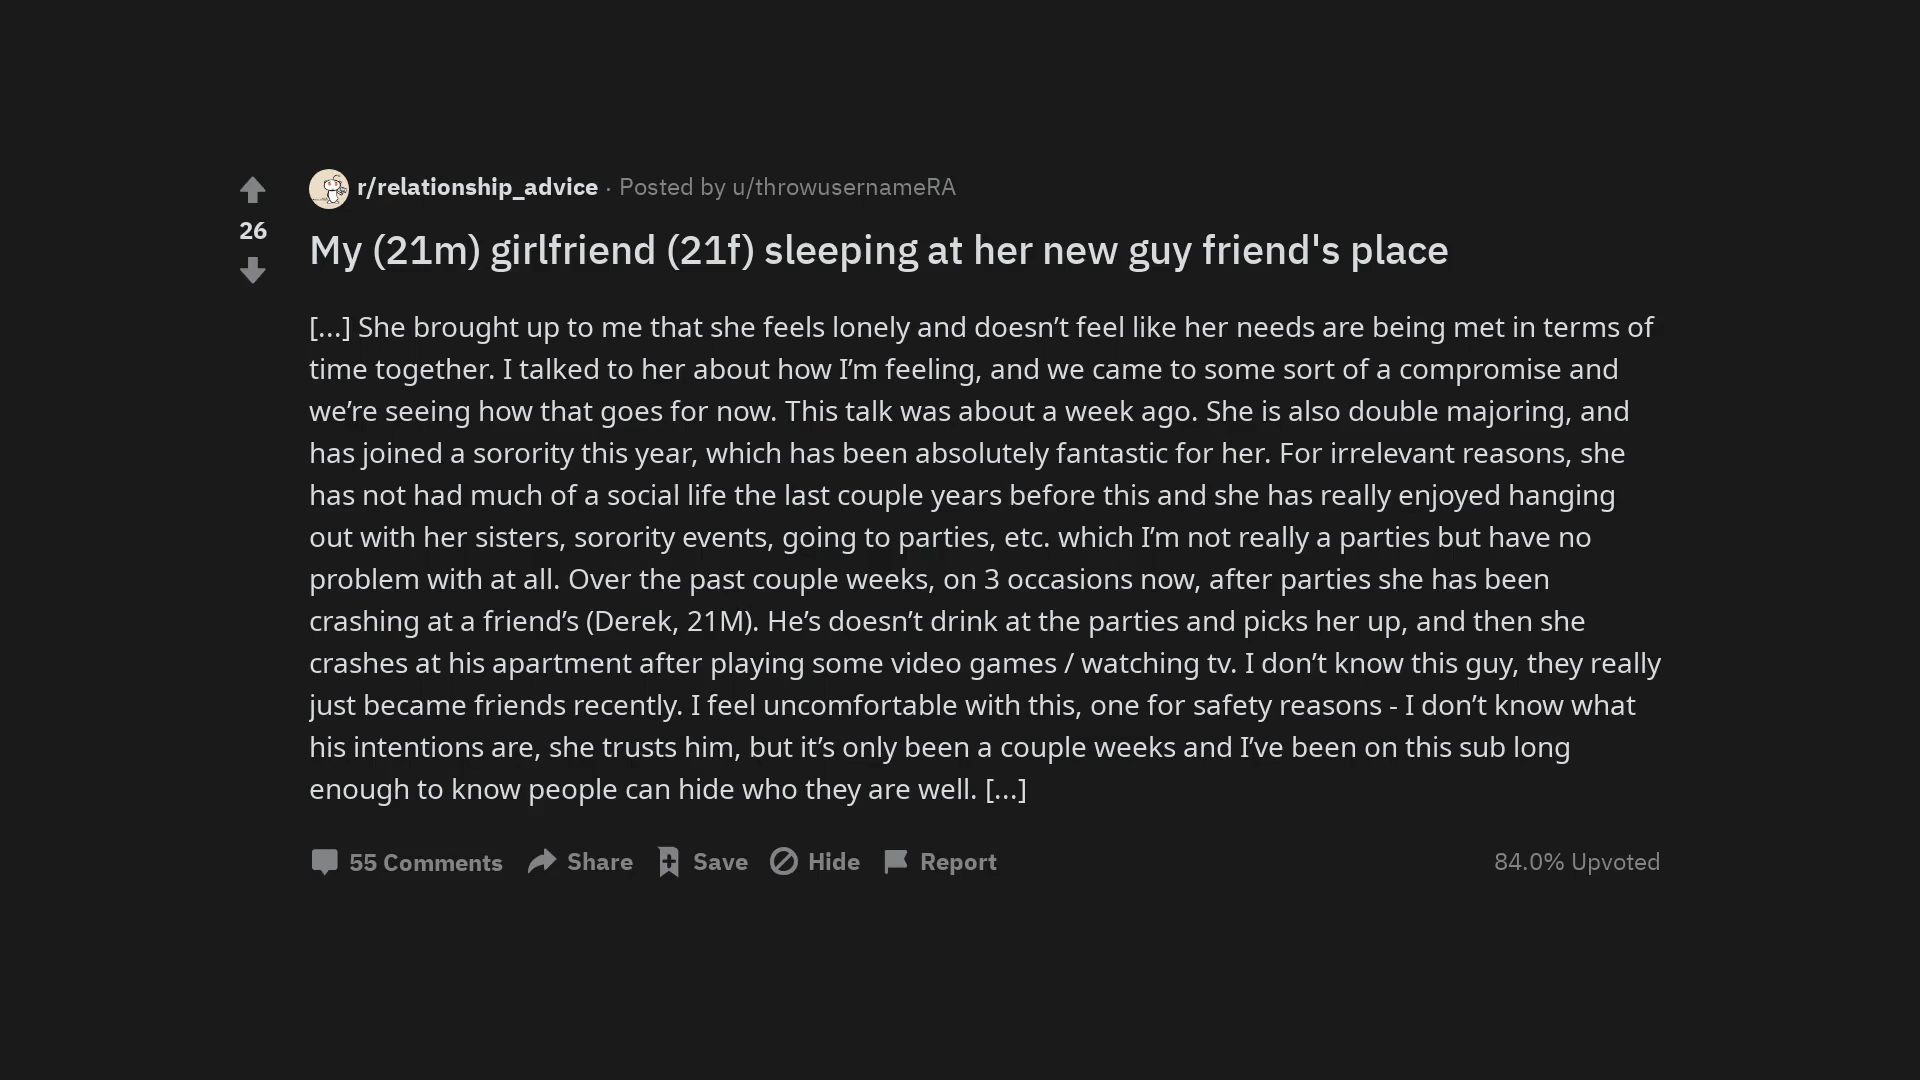 r/relationship_advice · Posted by u/throwusernameRA
26
My (21m) girlfriend (21f) sleeping at her new guy friend's place
[...] She brought up to me that she feels lonely and doesn’t feel like her needs are being met in terms of
time together. I talked to her about how I’m feeling, and we came to some sort of a compromise and
we’re seeing how that goes for now. This talk was about a week ago. She is also double majoring, and
has joined a sorority this year, which has been absolutely fantastic for her. For irrelevant reasons, she
has not had much of a social life the last couple years before this and she has really enjoyed hanging
out with her sisters, sorority events, going to parties, etc. which I’m not really a parties but have no
problem with at all. Over the past couple weeks, on 3 occasions now, after parties she has been
crashing at a friend’s (Derek, 21M). He’s doesn’t drink at the parties and picks her up, and then she
crashes at his apartment after playing some video games / watching tv. I don’t know this guy, they really
just became friends recently. I feel uncomfortable with this, one for safety reasons - I don’t know what
his intentions are, she trusts him, but it’s only been a couple weeks and I’ve been on this sub long
enough to know people can hide who they are well. [...]
55 Comments Share Save Hide Report 84.0% Upvoted